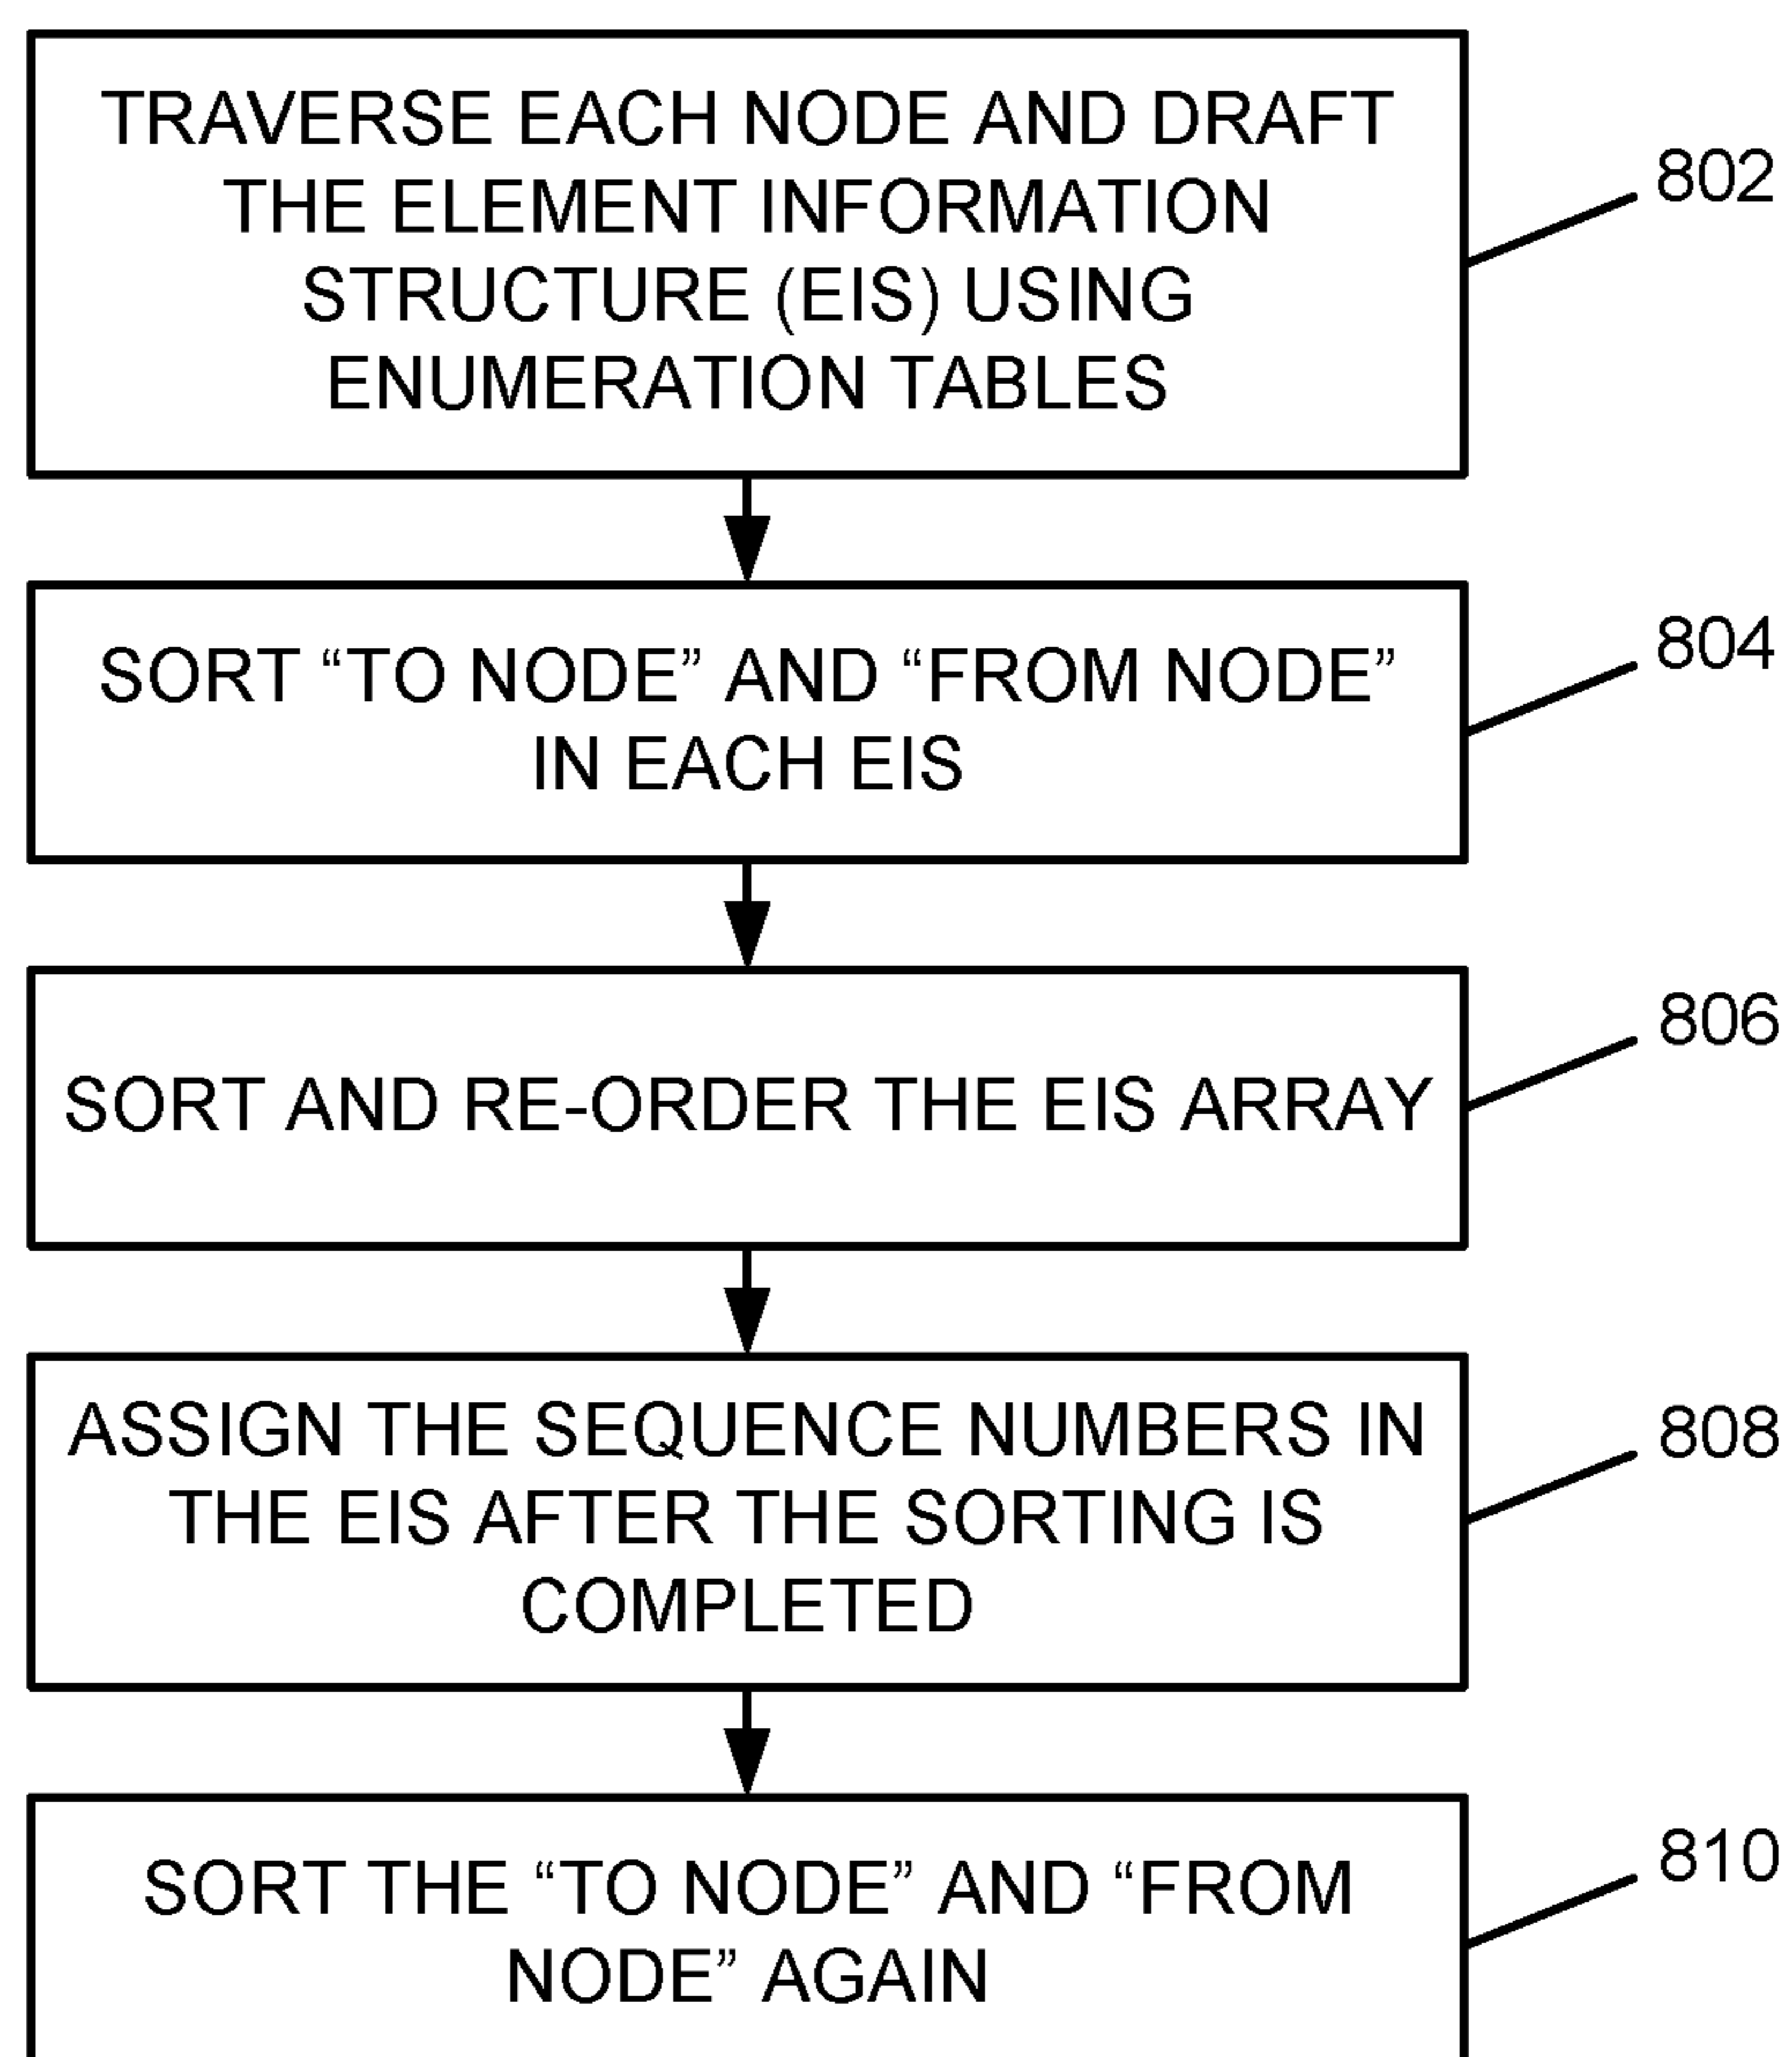 TRAVERSE EACH NODE AND DRAFT
THE ELEMENT INFORMATION
STRUCTURE (EIS) USING
ENUMERATION TABLES
802
SORT “TO NODE” AND “FROM NODE”
IN EACH EIS
804
SORT AND RE-ORDER THE EIS ARRAY
806
ASSIGN THE SEQUENCE NUMBERS IN
THE EIS AFTER THE SORTING IS
COMPLETED
808
SORT THE “TO NODE” AND “FROM
NODE” AGAIN
810